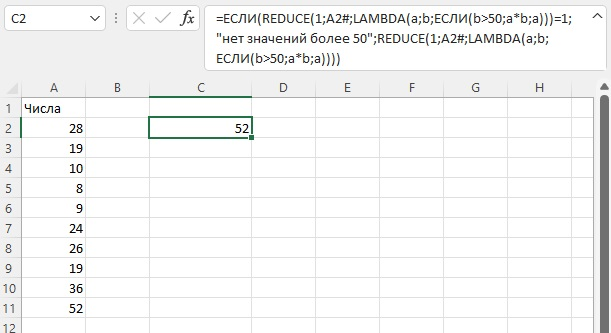 C2
fx
=ЕСЛИ(REDUCE(1;A2#;LAMBDA(a;b;ЕСЛИ(b>50;a*b;a)))=1;
"нет значений более 50";REDUCE(1;A2#;LAMBDA(a;b;
ЕСЛИ(b>50;a*b;a))))
A B C D E F G H
1 Числа
2 28 52
3 19
4 10
5 8
6 9
7 24
8 26
9 19
10 36
11 52
12